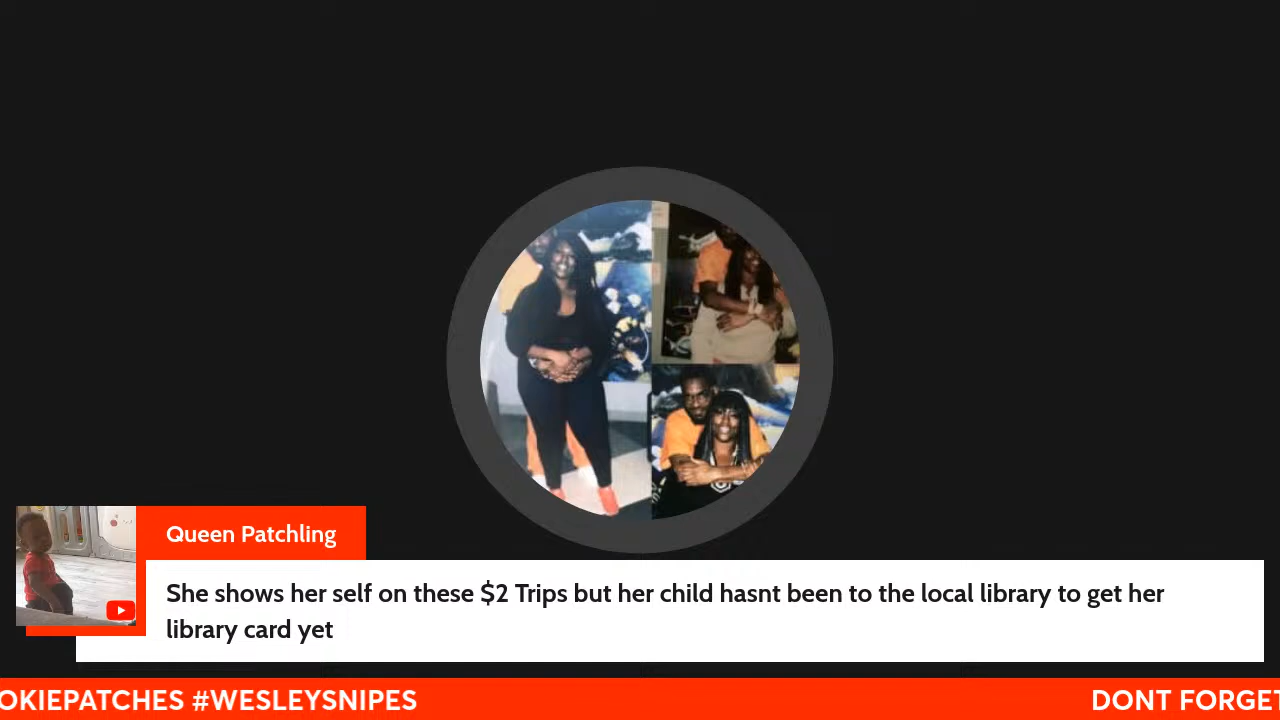 Queen Patchling
She shows her self on these $2 Trips but her child hasnt been to the local library to get her
library card yet
OKIEPATCHES #WESLEYSNIPES DONT FORGET